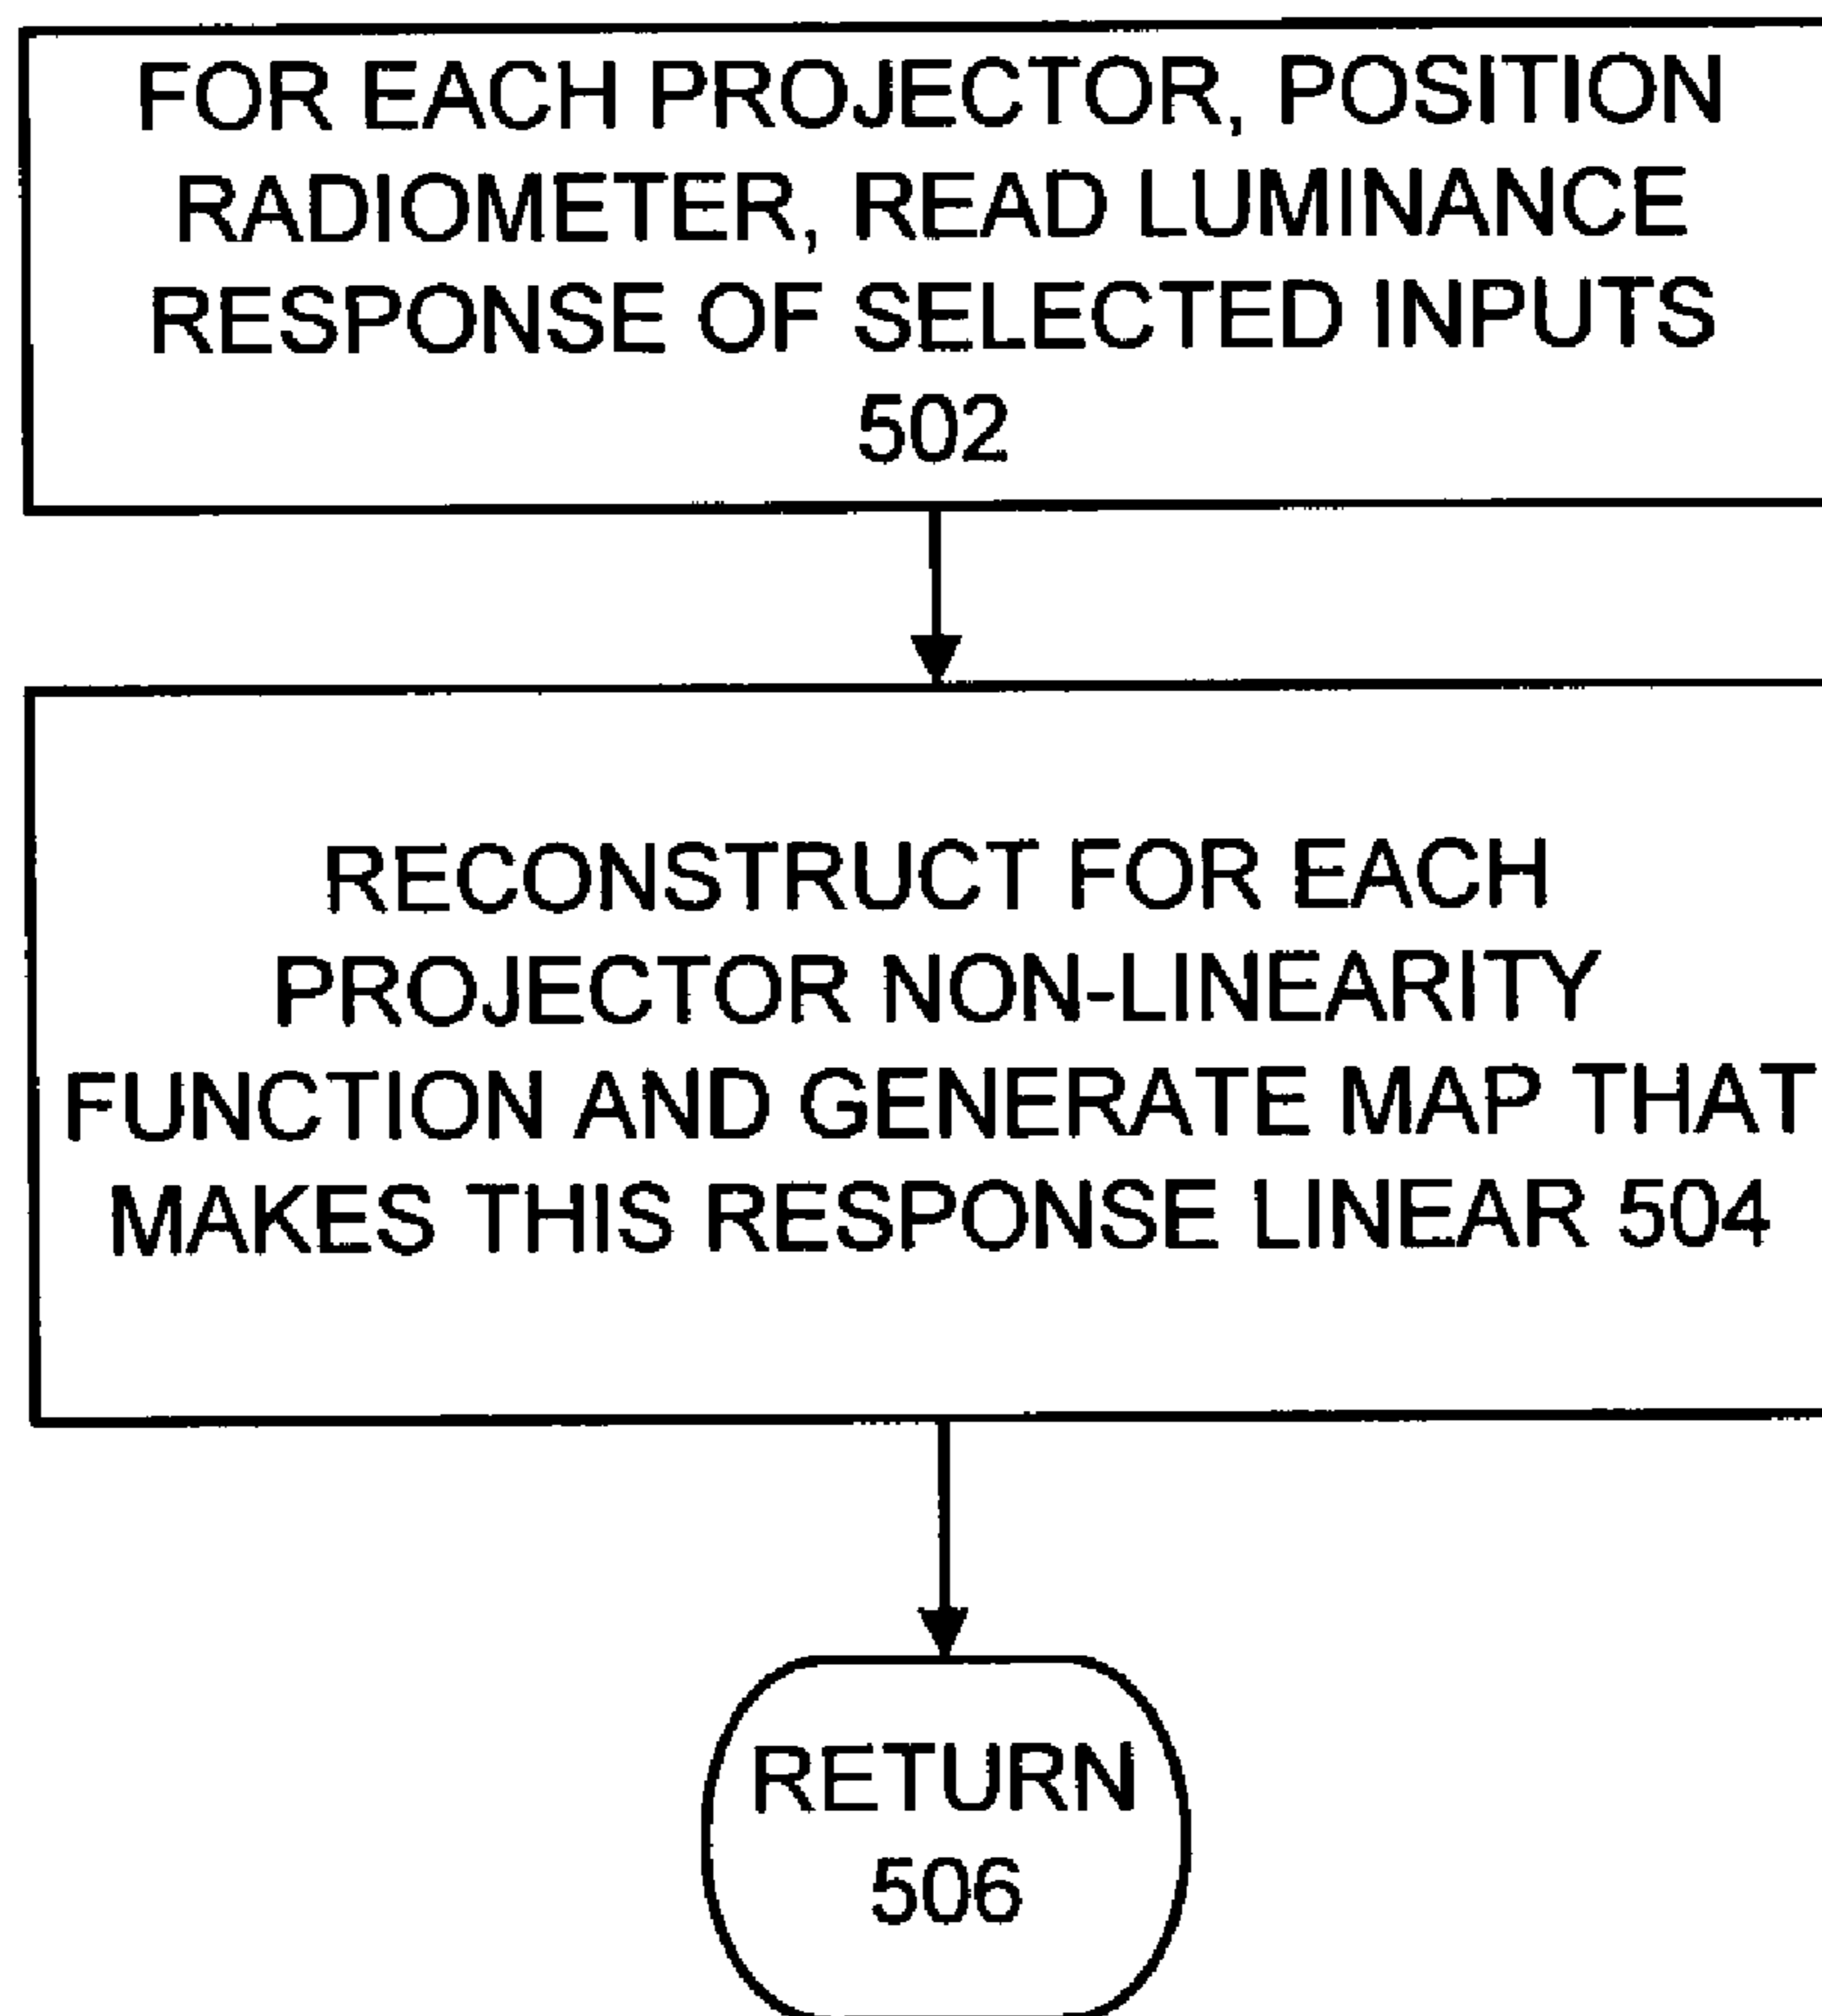 FOR EACH PROJECTOR, POSITION
RADIOMETER, READ LUMINANCE
RESPONSE OF SELECTED INPUTS
502
RECONSTRUCT FOR EACH
PROJECTOR NON-LINEARITY
FUNCTION AND GENERATE MAP THAT
MAKES THIS RESPONSE LINEAR 504
RETURN
506